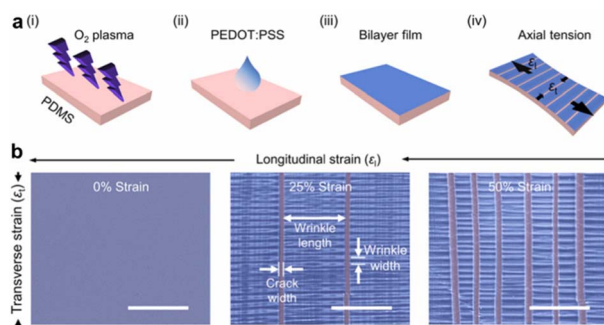 a (i) (ii) (iii) (iv)
O₂ plasma PEDOT:PSS Bilayer film Axial tension
PDMS
εₗ
εₜ
b
Longitudinal strain (εₗ)
Transverse strain (εₜ)
0% Strain 25% Strain 50% Strain
Wrinkle
length
Wrinkle
width
Crack
width